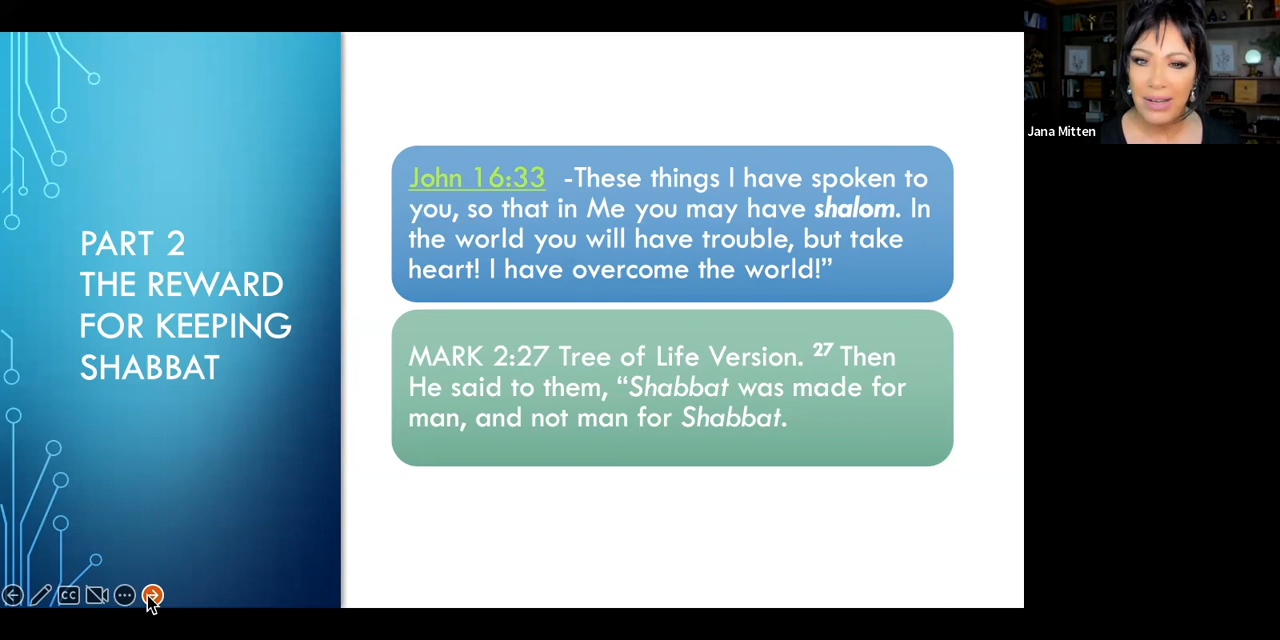 PART 2
THE REWARD
FOR KEEPING
SHABBAT
John 16:33 -These things I have spoken to
you, so that in Me you may have shalom. In
the world you will have trouble, but take
heart! I have overcome the world!”
MARK 2:27 Tree of Life Version. 27 Then
He said to them, “Shabbat was made for
man, and not man for Shabbat.
CC
Jana Mitten